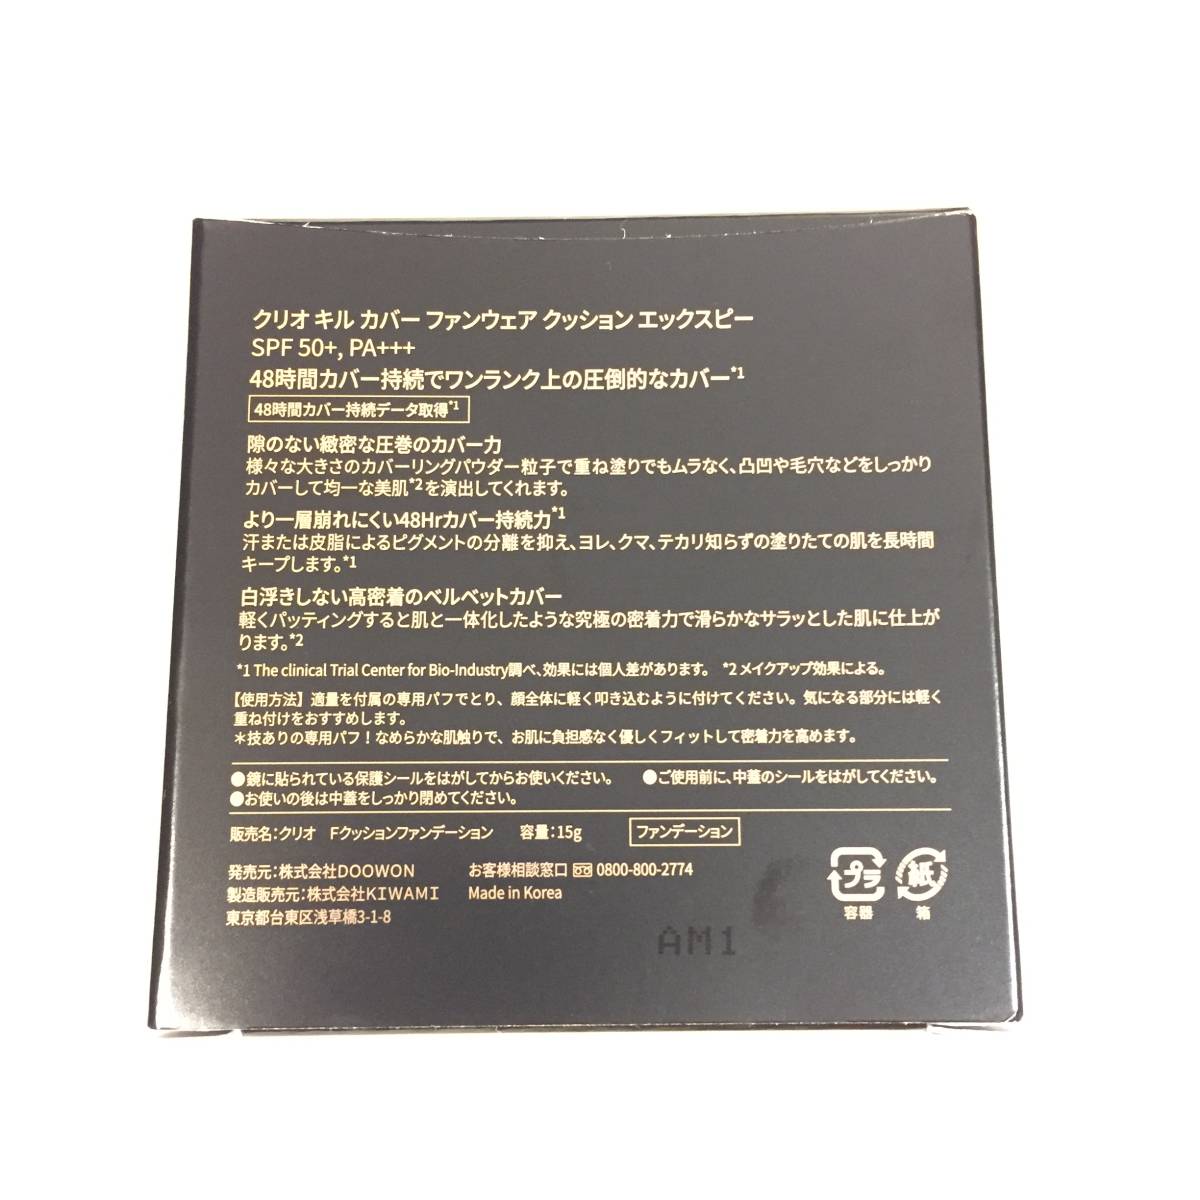 クリオ キル カバー ファンウェア クッション エックスピー
SPF 50+, PA+++
48時間カバー持続でワンランク上の圧倒的なカバー*1
48時間カバー持続データ取得*1
隙のない緻密な圧巻のカバー力
様々な大きさのカバーリングパウダー粒子で重ね塗りでもムラなく、凸凹や毛穴などをしっかり
カバーして均一な美肌*2を演出してくれます。
より一層崩れにくい48Hrカバー持続力*1
汗または皮脂によるピグメントの分離を抑え、ヨレ、クマ、テカリ知らずの塗りたての肌を長時間
キープします。*1
白浮きしない高密着のベルベットカバー
軽くパッティングすると肌と一体化したような究極の密着力で滑らかなサラッとした肌に仕上が
ります。*2
*1 The clinical Trial Center for Bio-Industry調べ、効果には個人差があります。 *2 メイクアップ効果による。
【使用方法】適量を付属の専用パフでとり、顔全体に軽く叩き込むように付けてください。気になる部分には軽く
重ね付けをおすすめします。
＊技ありの専用パフ！なめらかな肌触りで、お肌に負担感なく優しくフィットして密着力を高めます。
●鏡に貼られている保護シールをはがしてからお使いください。 ●ご使用前に、中蓋のシールをはがしてください。
●お使いの後は中蓋をしっかり閉めてください。
販売名：クリオ Fクッションファンデーション 容量：15g ファンデーション
発売元：株式会社DOOWON お客様相談窓口 0800-800-2774
製造販売元：株式会社KIWAMI Made in Korea
東京都台東区浅草橋3-1-8
プラ 紙
容器 箱
AM1